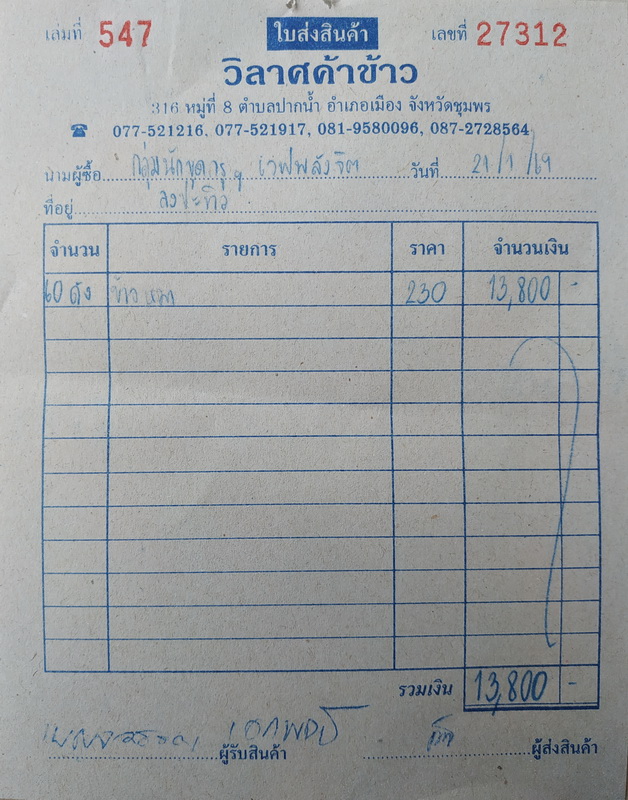 เล่มที่ 547 ใบส่งสินค้า เลขที่ 27312
วิลาศค้าข้าว
316 หมู่ที่ 8 ตำบลปากน้ำ อำเภอเมือง จังหวัดชุมพร
☎ 077-521216, 077-521917, 081-9580096, 087-2728564
นามผู้ซื้อ กลุ่มนักขุดกรุ ๆ เวฟพลังจิต วันที่ 21/1/69
ที่อยู่ ลงปะทิว
จำนวน รายการ ราคา จำนวนเงิน
60 ถัง ข้าว 230 13,800 -
รวมเงิน 13,800 -
ผู้รับสินค้า ผู้ส่งสินค้า